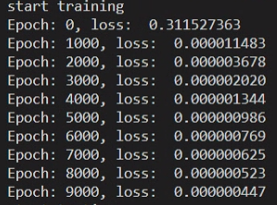 start training
Epoch: 0, loss:  0.311527363
Epoch: 1000, loss:  0.000011483
Epoch: 2000, loss:  0.000003678
Epoch: 3000, loss:  0.000002020
Epoch: 4000, loss:  0.000001344
Epoch: 5000, loss:  0.000000986
Epoch: 6000, loss:  0.000000769
Epoch: 7000, loss:  0.000000625
Epoch: 8000, loss:  0.000000523
Epoch: 9000, loss:  0.000000447